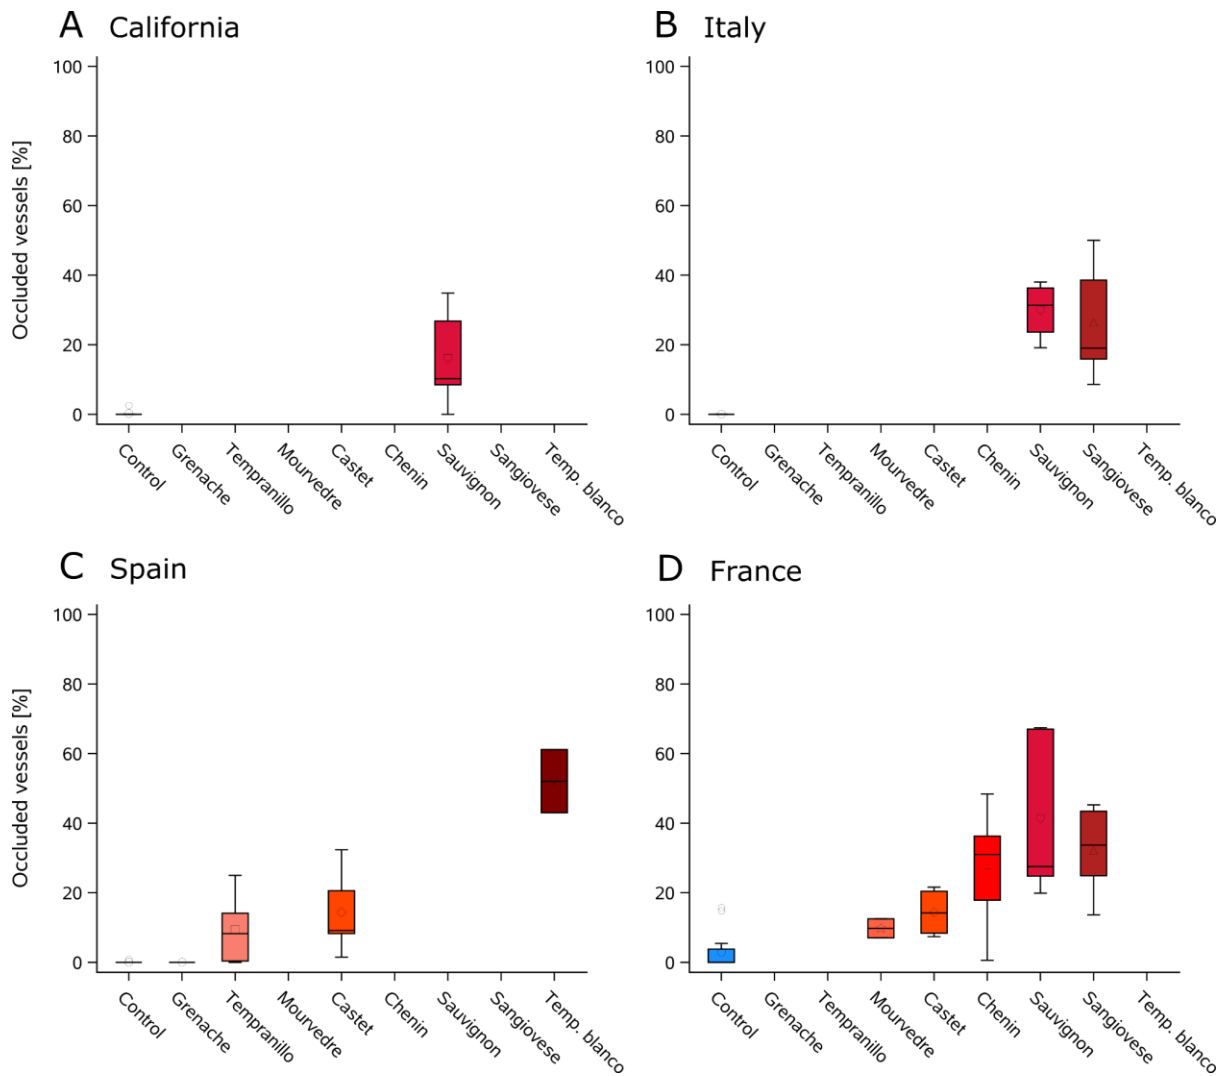 A California
100
80
60
40
20
0
Occluded vessels [%]
Control
Grenache
Tempranillo
Mourvedre
Castet
Chenin
Sauvignon
Sangiovese
Temp. blanco
B Italy
100
80
60
40
20
0
Control
Grenache
Tempranillo
Mourvedre
Castet
Chenin
Sauvignon
Sangiovese
Temp. blanco
C Spain
100
80
60
40
20
0
Occluded vessels [%]
Control
Grenache
Tempranillo
Mourvedre
Castet
Chenin
Sauvignon
Sangiovese
Temp. blanco
D France
100
80
60
40
20
0
Control
Grenache
Tempranillo
Mourvedre
Castet
Chenin
Sauvignon
Sangiovese
Temp. blanco